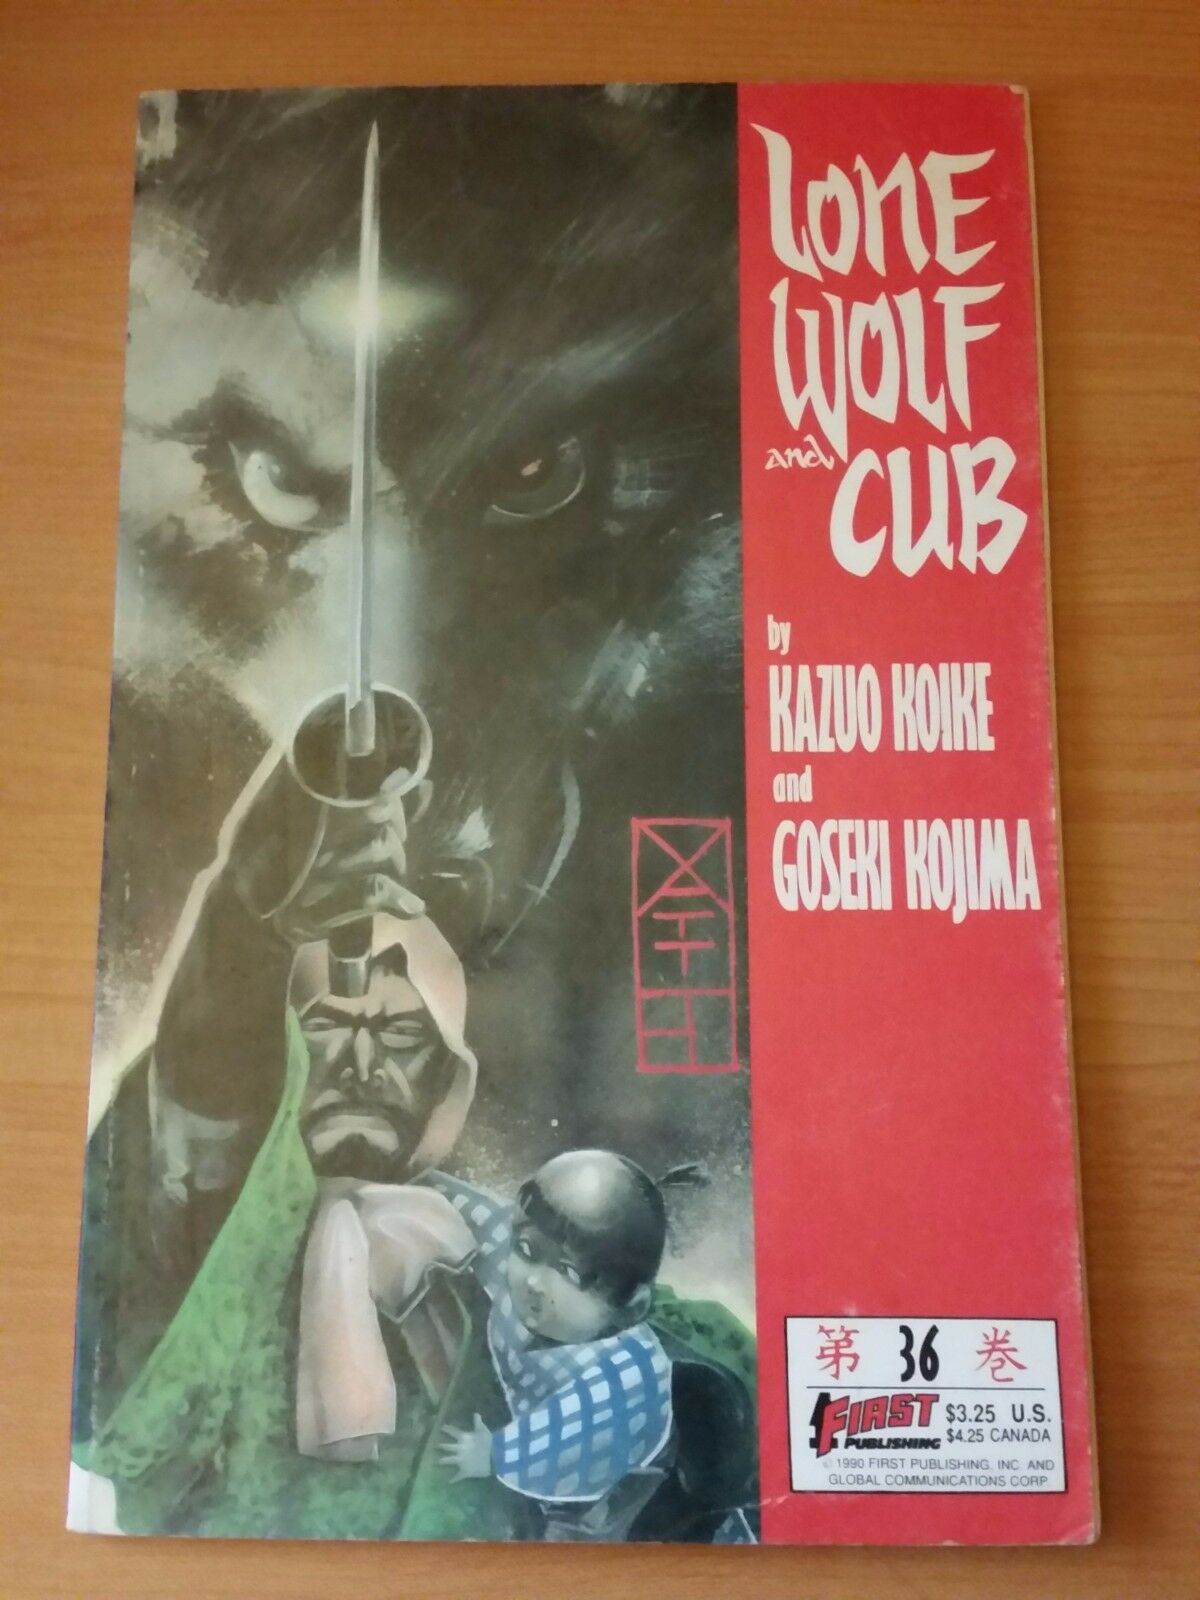 LONE
WOLF
and CUB
by
KAZUO KOIKE
and
GOSEKI KOJIMA
第 36 巻
1FIRST
PUBLISHING
$3.25 U.S.
$4.25 CANADA
© 1990 FIRST PUBLISHING, INC. AND
GLOBAL COMMUNICATIONS CORP